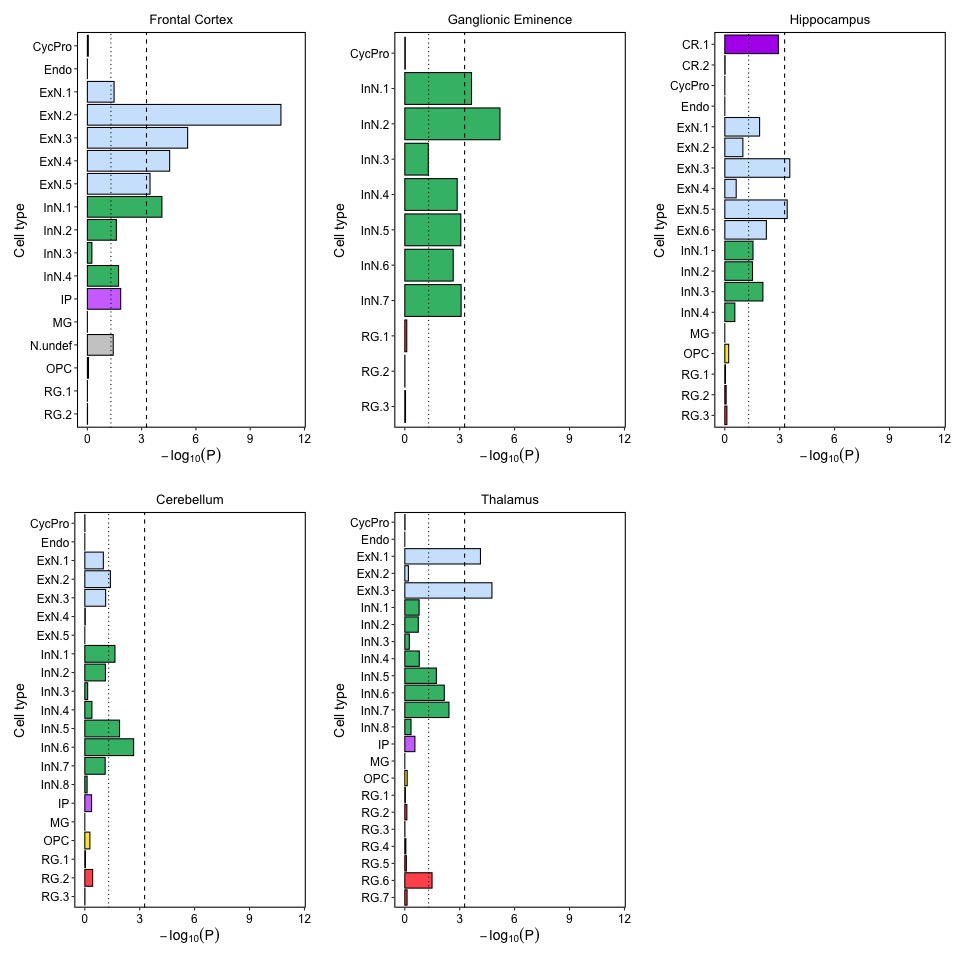 Frontal Cortex
CycPro
Endo
ExN.1
ExN.2
ExN.3
ExN.4
ExN.5
InN.1
InN.2
InN.3
InN.4
IP
MG
N.undef
OPC
RG.1
RG.2
Cell type
0 3 6 9 12
−log10(P)
Ganglionic Eminence
CycPro
InN.1
InN.2
InN.3
InN.4
InN.5
InN.6
InN.7
RG.1
RG.2
RG.3
Cell type
0 3 6 9 12
−log10(P)
Hippocampus
CR.1
CR.2
CycPro
Endo
ExN.1
ExN.2
ExN.3
ExN.4
ExN.5
ExN.6
InN.1
InN.2
InN.3
InN.4
MG
OPC
RG.1
RG.2
RG.3
Cell type
0 3 6 9 12
−log10(P)
Cerebellum
CycPro
Endo
ExN.1
ExN.2
ExN.3
ExN.4
ExN.5
InN.1
InN.2
InN.3
InN.4
InN.5
InN.6
InN.7
InN.8
IP
MG
OPC
RG.1
RG.2
RG.3
Cell type
0 3 6 9 12
−log10(P)
Thalamus
CycPro
Endo
ExN.1
ExN.2
ExN.3
InN.1
InN.2
InN.3
InN.4
InN.5
InN.6
InN.7
InN.8
IP
MG
OPC
RG.1
RG.2
RG.3
RG.4
RG.5
RG.6
RG.7
Cell type
0 3 6 9 12
−log10(P)